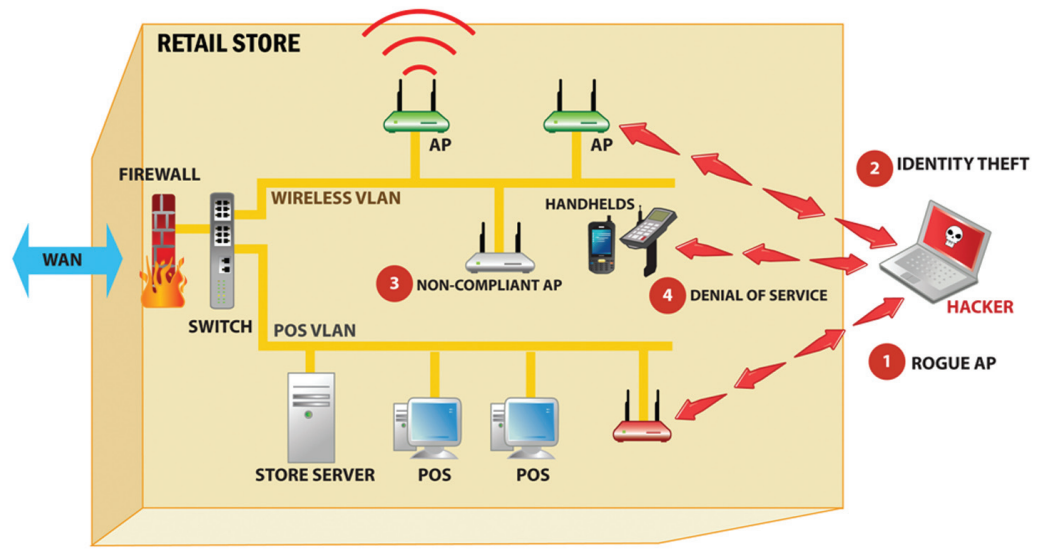 RETAIL STORE
AP
AP
2 IDENTITY THEFT
FIREWALL
WIRELESS VLAN
HANDHELDS
WAN
3 NON-COMPLIANT AP
4 DENIAL OF SERVICE
HACKER
SWITCH
POS VLAN
1 ROGUE AP
STORE SERVER
POS
POS